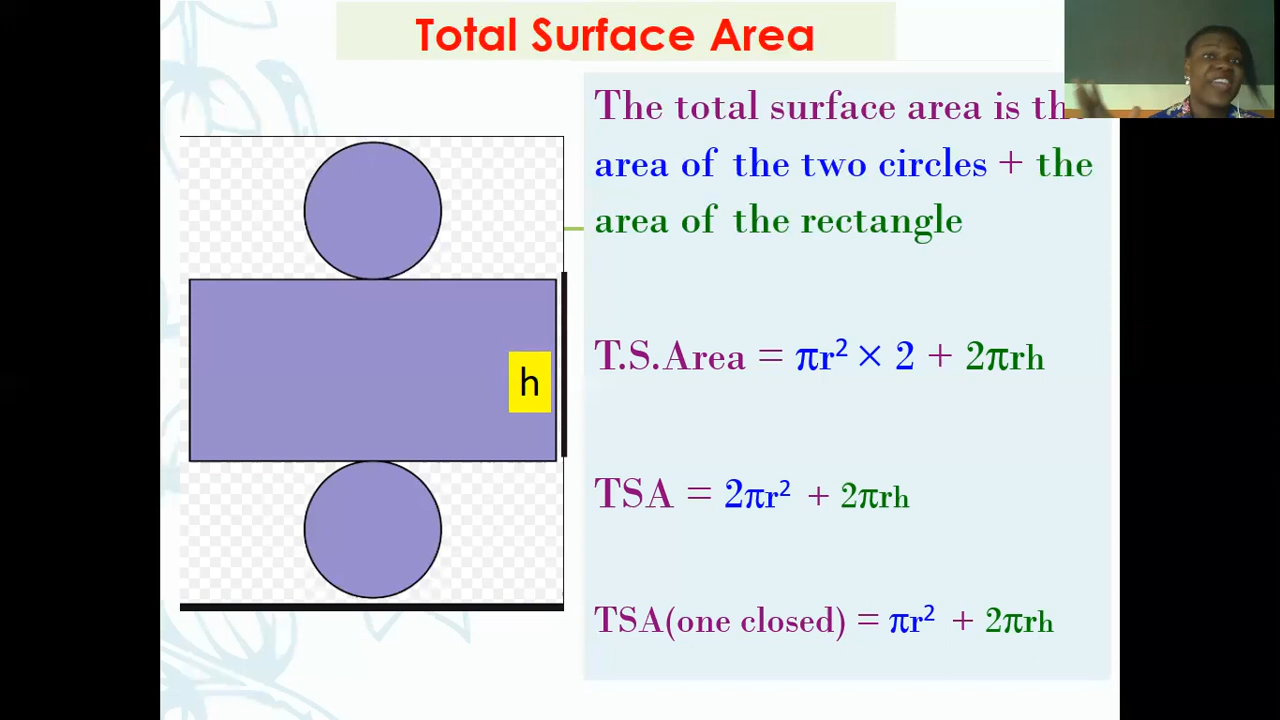 Total Surface Area
The total surface area is
area of the two circles + the
area of the rectangle
h
T.S.Area = πr² × 2 + 2πrh
TSA = 2πr² + 2πrh
TSA(one closed) = πr² + 2πrh